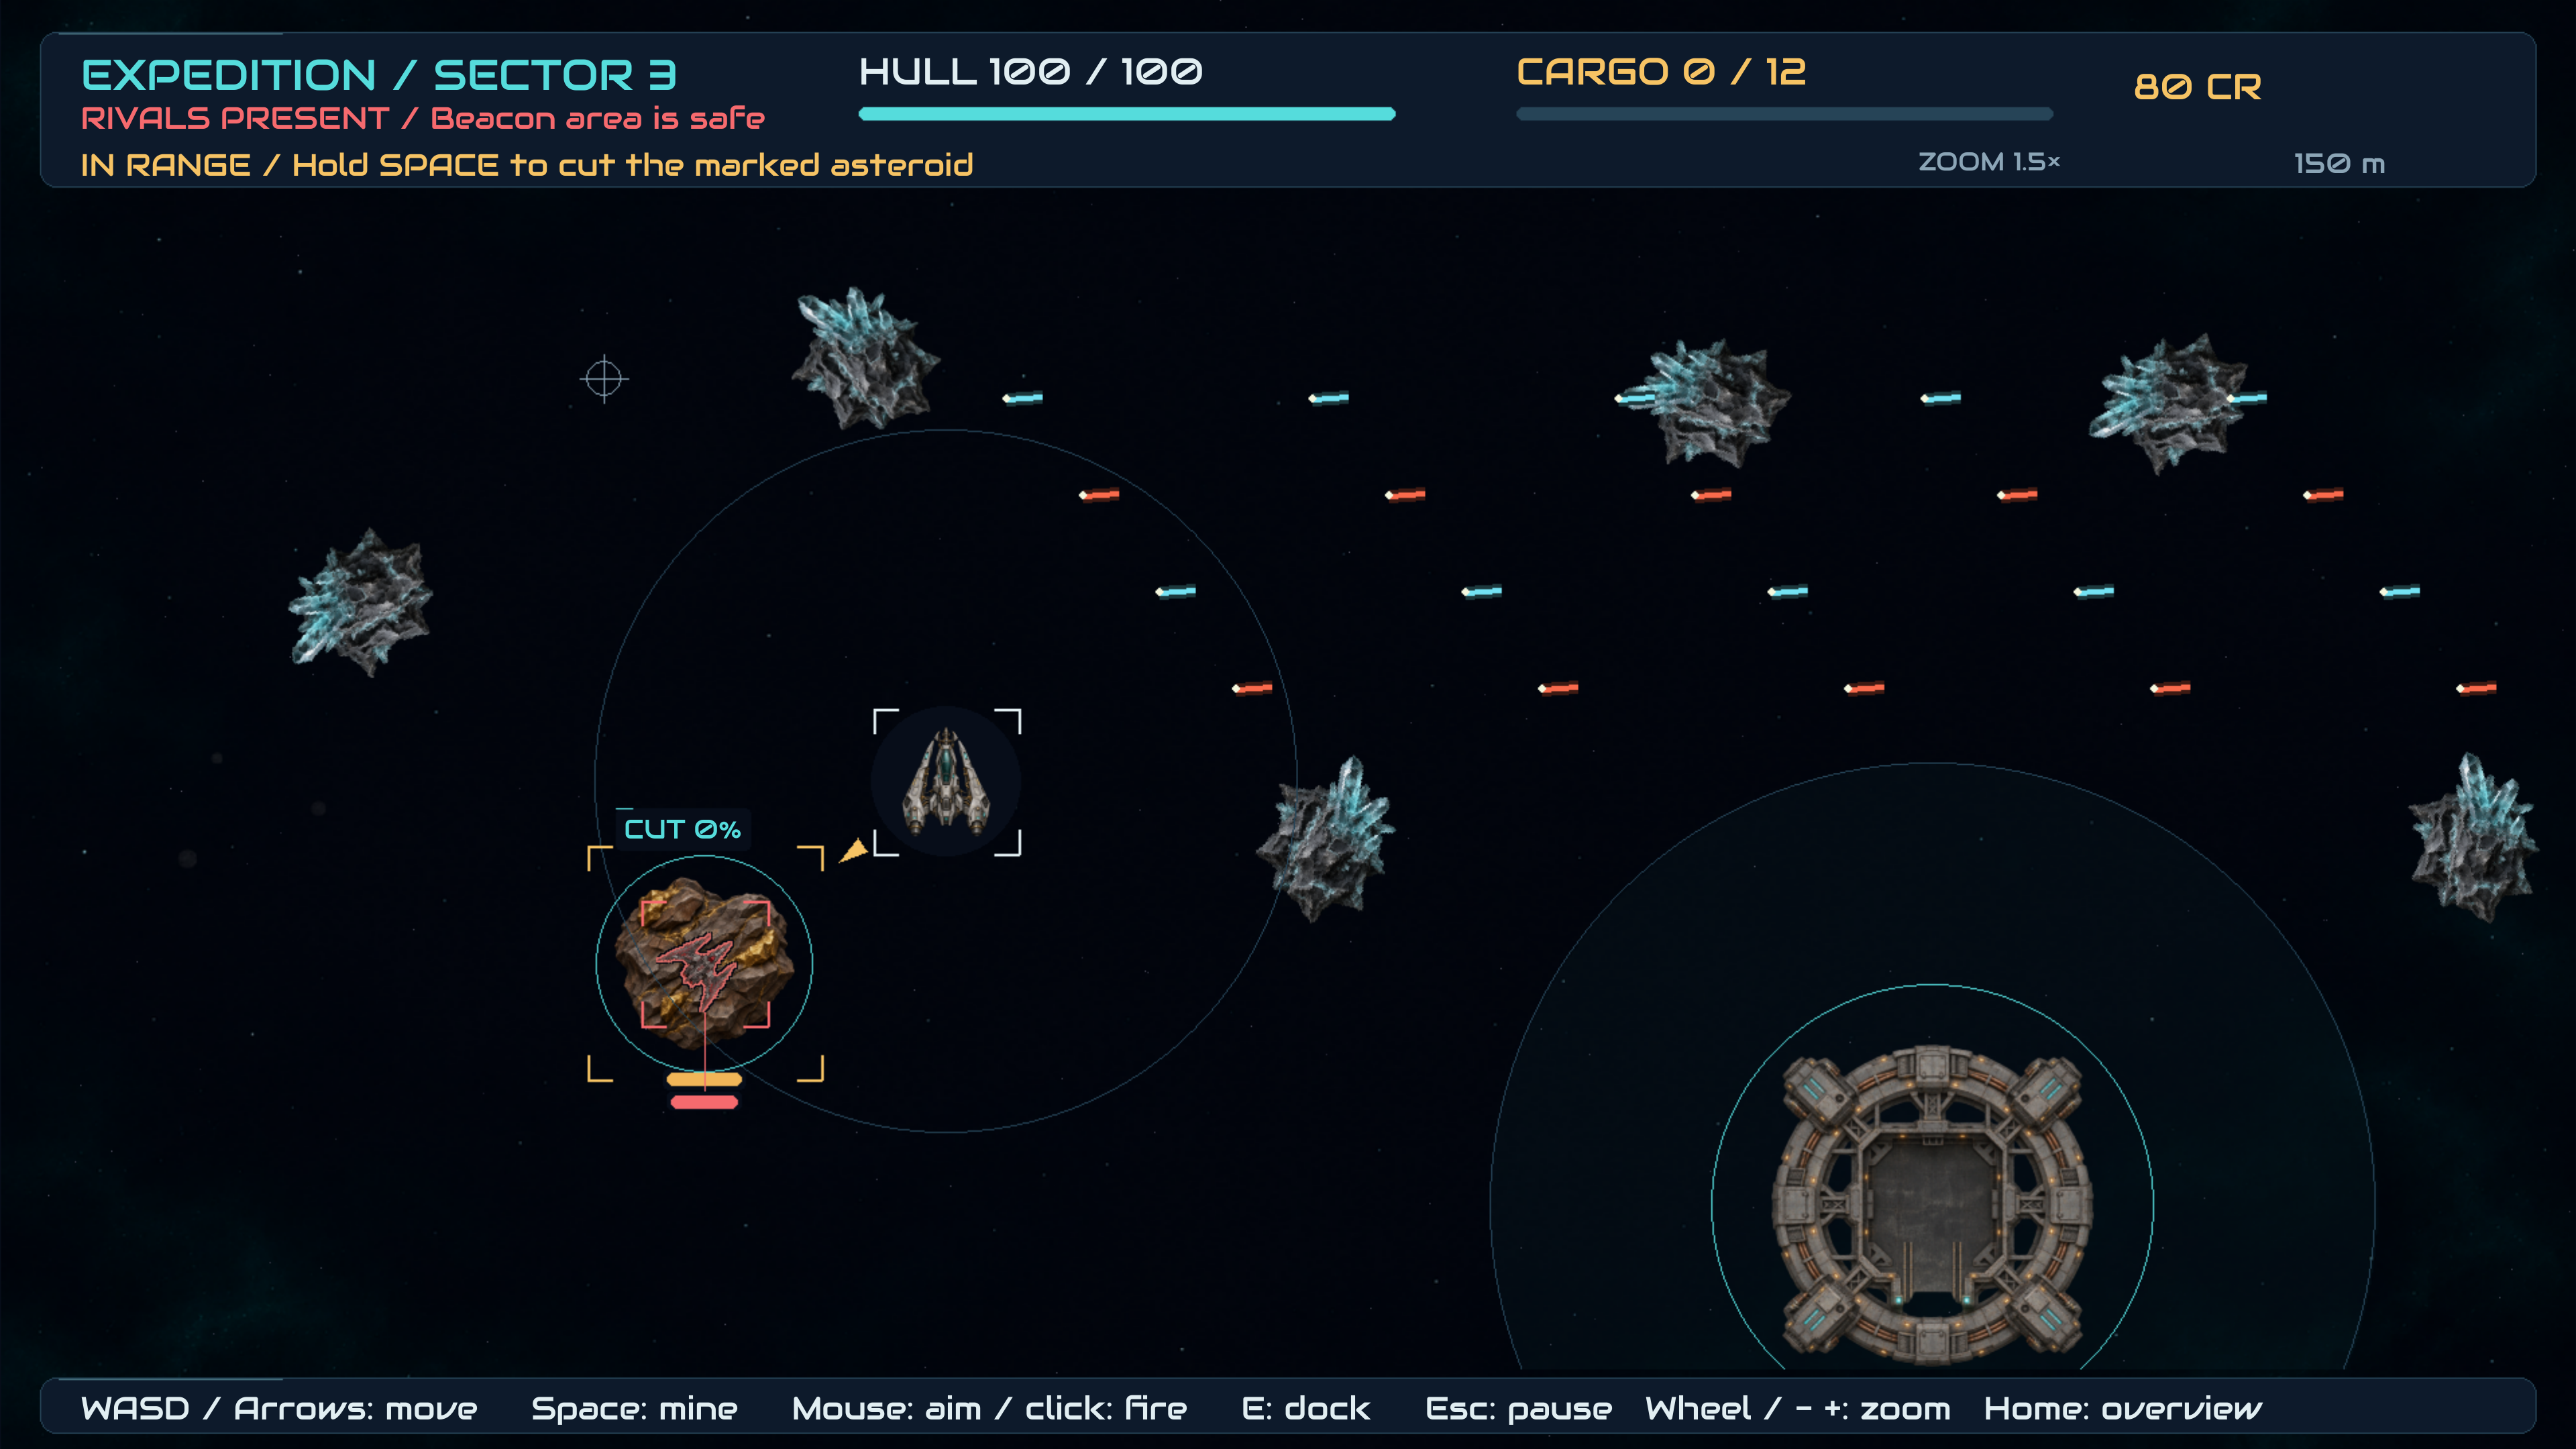 EXPEDITION / SECTOR 3
RIVALS PRESENT / Beacon area is safe
IN RANGE / Hold SPACE to cut the marked asteroid
HULL 100 / 100
CARGO 0 / 12
80 CR
ZOOM 1.5×
150 m
CUT 0%
WASD / Arrows: move Space: mine Mouse: aim / click: fire E: dock Esc: pause Wheel / - +: zoom Home: overview